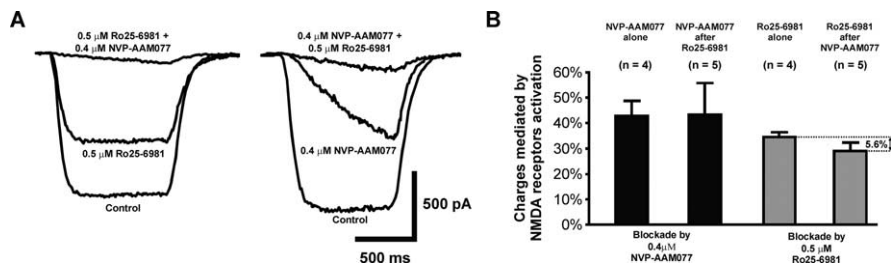 A
0.5 μM Ro25-6981 +
0.4 μM NVP-AAM077
0.5 μM Ro25-6981
Control
0.4 μM NVP-AAM077 +
0.5 μM Ro25-6981
0.4 μM NVP-AAM077
Control
500 pA
500 ms
B
NVP-AAM077
alone
NVP-AAM077
after
Ro25-6981
Ro25-6981
alone
Ro25-6981
after
NVP-AAM077
(n = 4)
(n = 5)
(n = 4)
(n = 5)
Charges mediated by
NMDA receptors activation
60%
50%
40%
30%
20%
10%
0%
5.6%
Blockade by
0.4μM
NVP-AAM077
Blockade by
0.5 μM
Ro25-6981